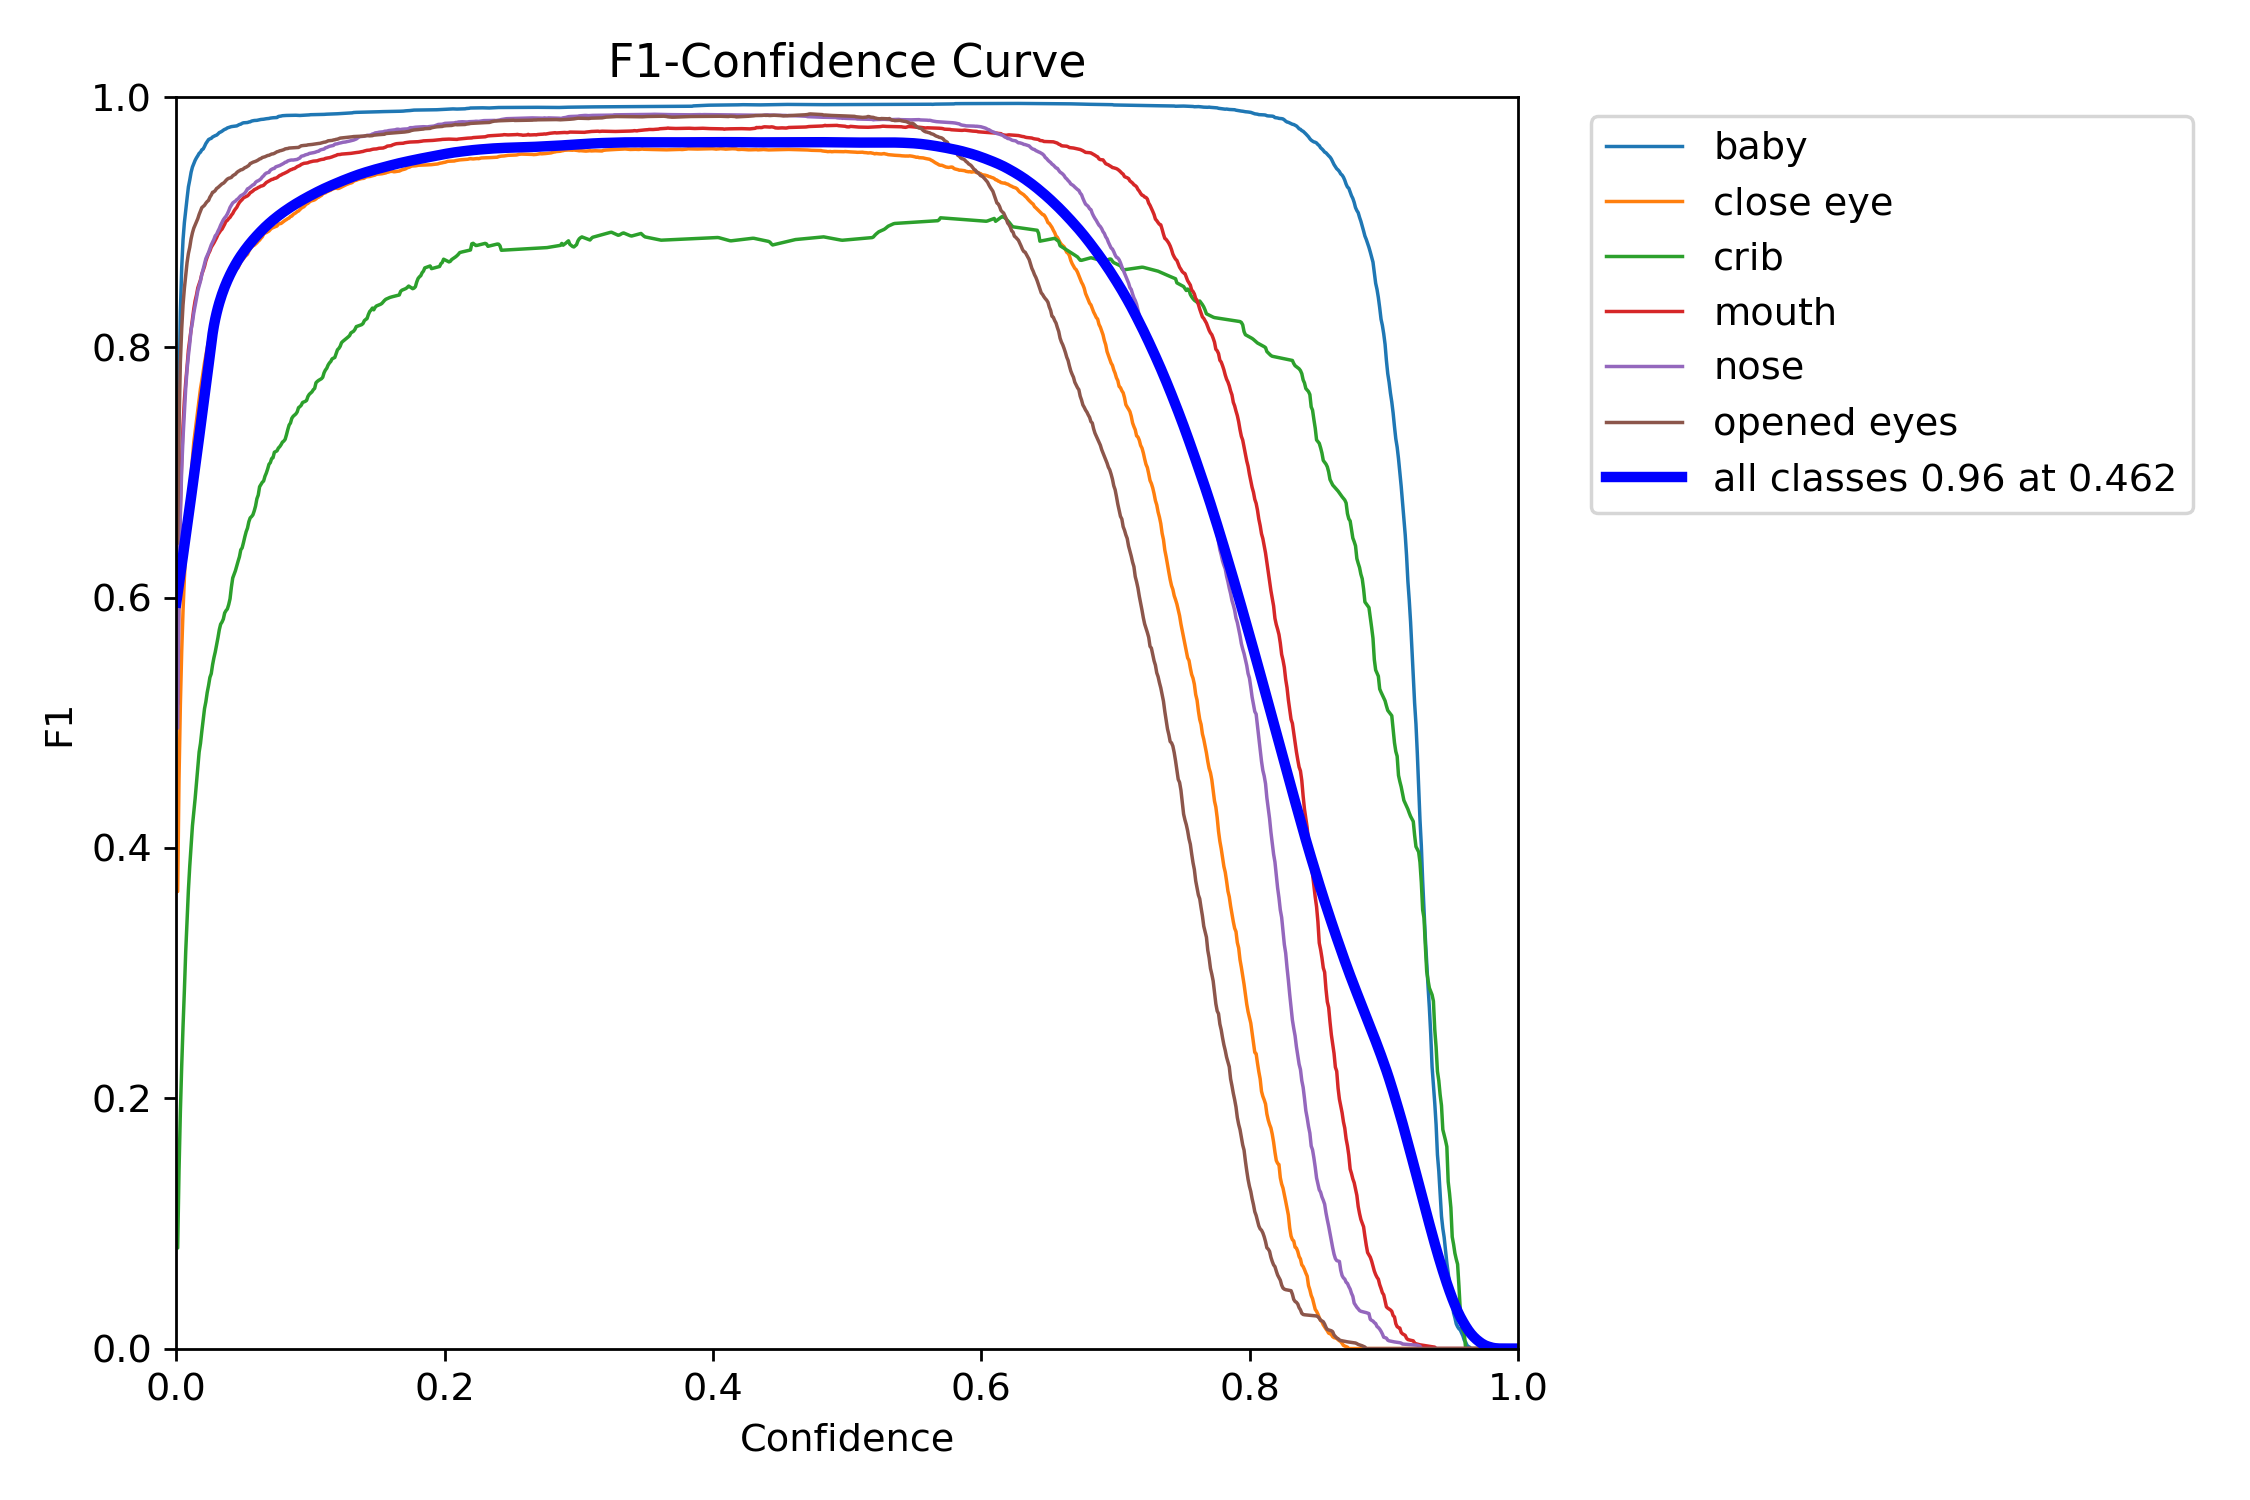 F1-Confidence Curve
1.0
0.8
0.6
0.4
0.2
0.0
F1
0.0 0.2 0.4 0.6 0.8 1.0
Confidence
baby
close eye
crib
mouth
nose
opened eyes
all classes 0.96 at 0.462